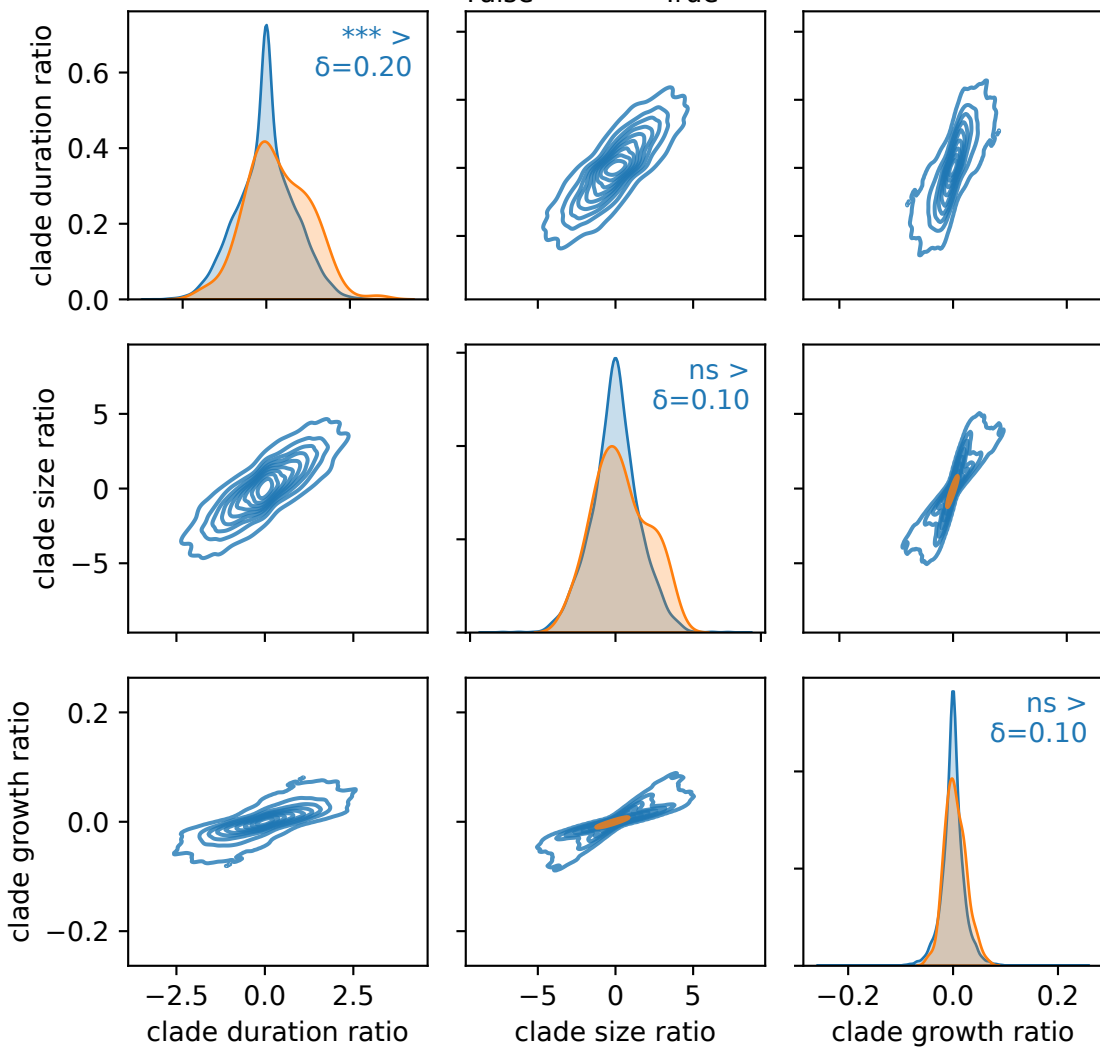 True
clade duration ratio
0.6
0.4
0.2
0.0
*** >
δ=0.20
clade size ratio
5
0
−5
ns >
δ=0.10
clade growth ratio
0.2
0.0
−0.2
ns >
δ=0.10
−2.5 0.0 2.5
−5 0 5
−0.2 0.0 0.2
clade duration ratio
clade size ratio
clade growth ratio